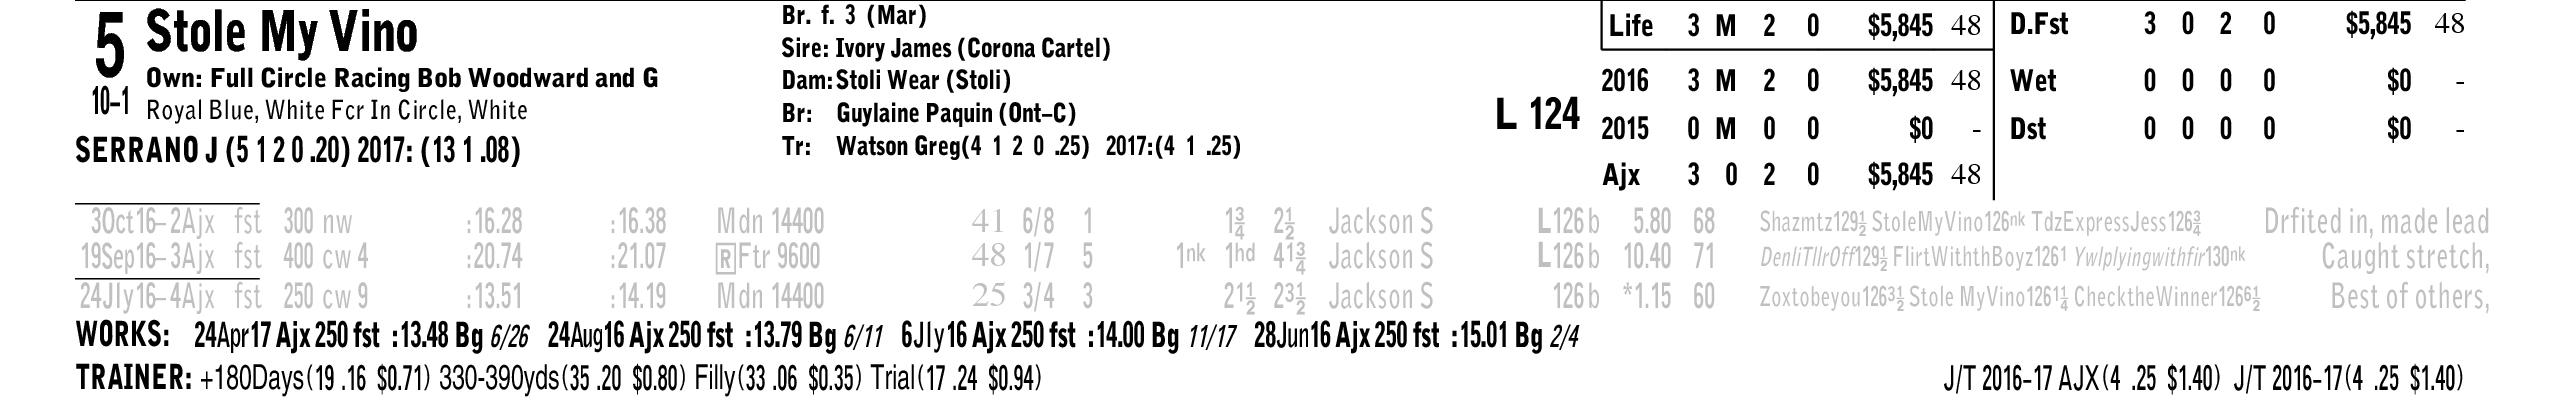 5 Stole My Vino
10–1
Own: Full Circle Racing Bob Woodward and G
Royal Blue, White Fcr In Circle, White
SERRANO J (5 1 2 0 .20) 2017: (13 1 .08)
Br. f. 3 (Mar)
Sire: Ivory James (Corona Cartel)
Dam: Stoli Wear (Stoli)
Br: Guylaine Paquin (Ont–C)
Tr: Watson Greg(4 1 2 0 .25) 2017:(4 1 .25)
L 124
Life 3 M 2 0 $5,845 48
2016 3 M 2 0 $5,845 48
2015 0 M 0 0 $0 -
Ajx 3 0 2 0 $5,845 48
D.Fst 3 0 2 0 $5,845 48
Wet 0 0 0 0 $0 -
Dst 0 0 0 0 $0 -
3Oct16–2Ajx fst 300 nw :16.28 :16.38 Mdn 14400 41 6/8 1 1¾ 2½ Jackson S L126 b 5.80 68 Shazmtz129½ StoleMyVino126nk TdzExpressJess126¾ Drfited in, made lead
19Sep16–3Ajx fst 400 cw 4 :20.74 :21.07 R Ftr 9600 48 1/7 5 1nk 1hd 41¾ Jackson S L126 b 10.40 71 DenliTllrOff129½ FlirtWiththBoyz1261 Ywlplyingwithfir130nk Caught stretch,
24Jly16–4Ajx fst 250 cw 9 :13.51 :14.19 Mdn 14400 25 3/4 3 21½ 23½ Jackson S 126 b *1.15 60 Zoxtobeyou1263½ Stole MyVino1261¼ ChecktheWinner1266½ Best of others,
WORKS: 24Apr17 Ajx 250 fst :13.48 Bg 6/26 24Aug16 Ajx 250 fst :13.79 Bg 6/11 6Jly16 Ajx 250 fst :14.00 Bg 11/17 28Jun16 Ajx 250 fst :15.01 Bg 2/4
TRAINER: +180Days(19 .16 $0.71) 330-390yds(35 .20 $0.80) Filly(33 .06 $0.35) Trial(17 .24 $0.94) J/T 2016–17 AJX(4 .25 $1.40) J/T 2016–17(4 .25 $1.40)